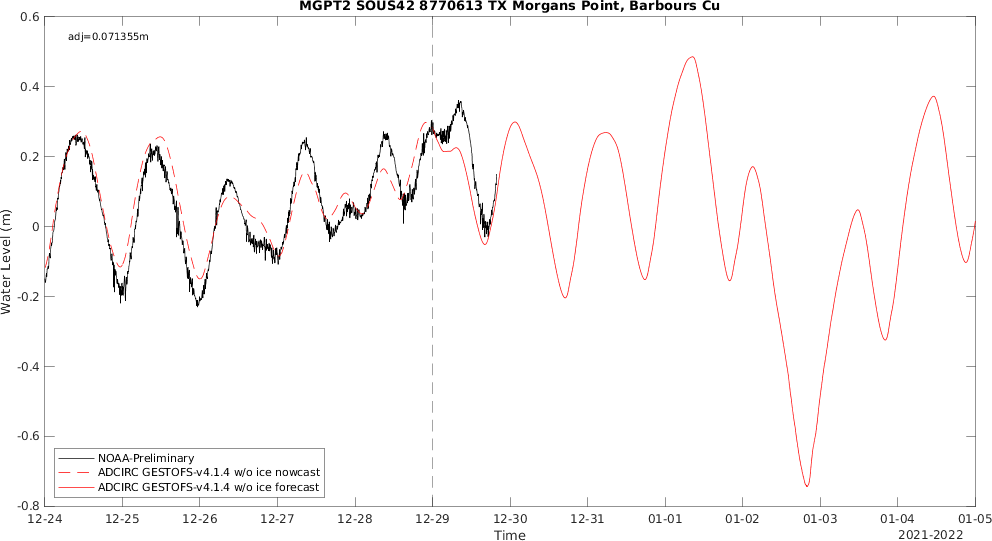 MGPT2 SOUS42 8770613 TX Morgans Point, Barbours Cu
adj=0.071355m
0.6
0.4
0.2
0
-0.2
-0.4
-0.6
-0.8
Water Level (m)
NOAA-Preliminary
ADCIRC GESTOFS-v4.1.4 w/o ice nowcast
ADCIRC GESTOFS-v4.1.4 w/o ice forecast
12-24 12-25 12-26 12-27 12-28 12-29 12-30 12-31 01-01 01-02 01-03 01-04 01-05
Time
2021-2022